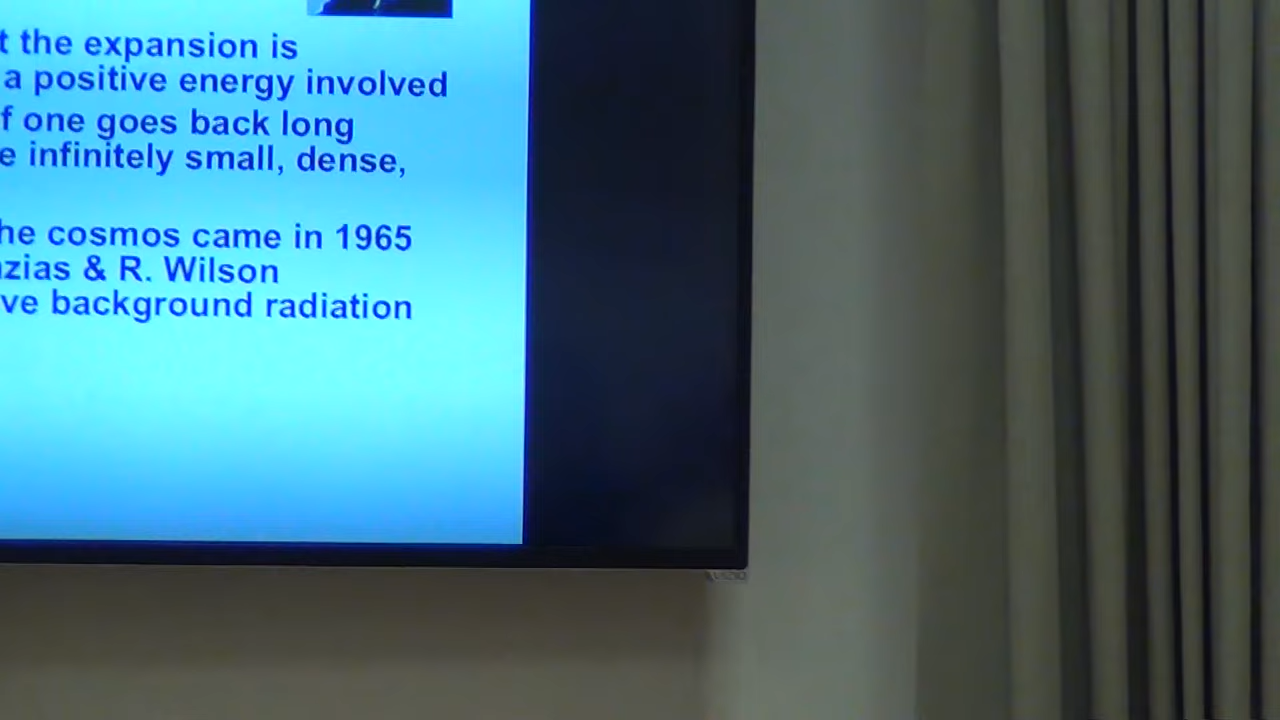 t the expansion is
a positive energy involved
f one goes back long
e infinitely small, dense,
he cosmos came in 1965
zias & R. Wilson
ve background radiation
VIZIO